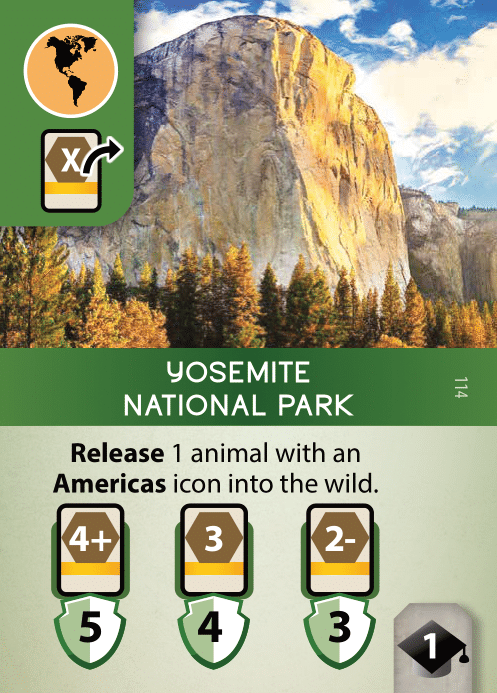 X
YOSEMITE
NATIONAL PARK
114
Release 1 animal with an
Americas icon into the wild.
4+ 3 2-
5 4 3
1